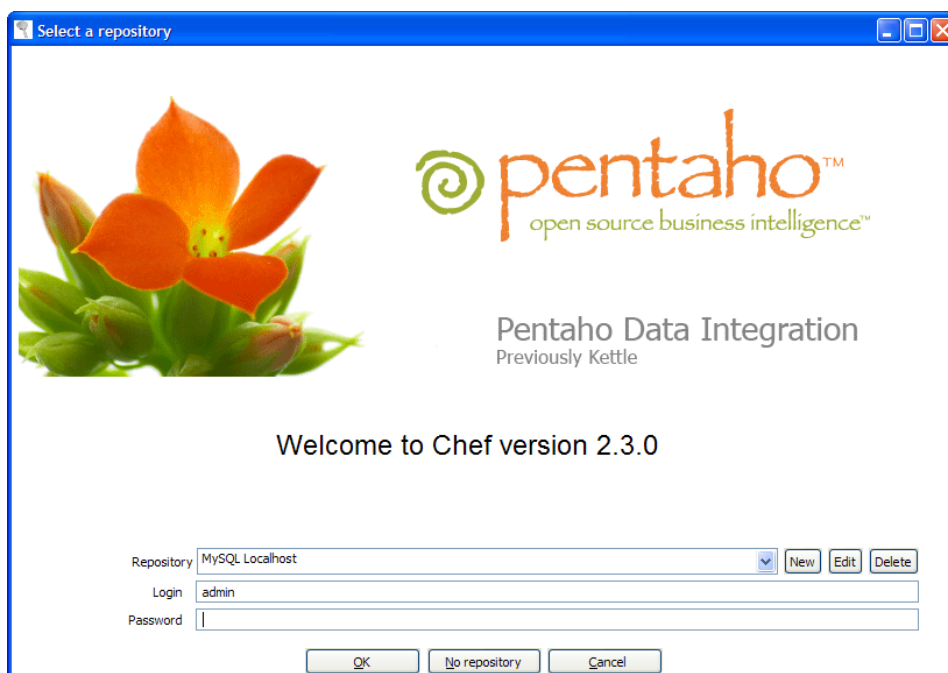 Select a repository
pentaho™
open source business intelligence™
Pentaho Data Integration
Previously Kettle
Welcome to Chef version 2.3.0
Repository MySQL Localhost New Edit Delete
Login admin
Password
OK No repository Cancel